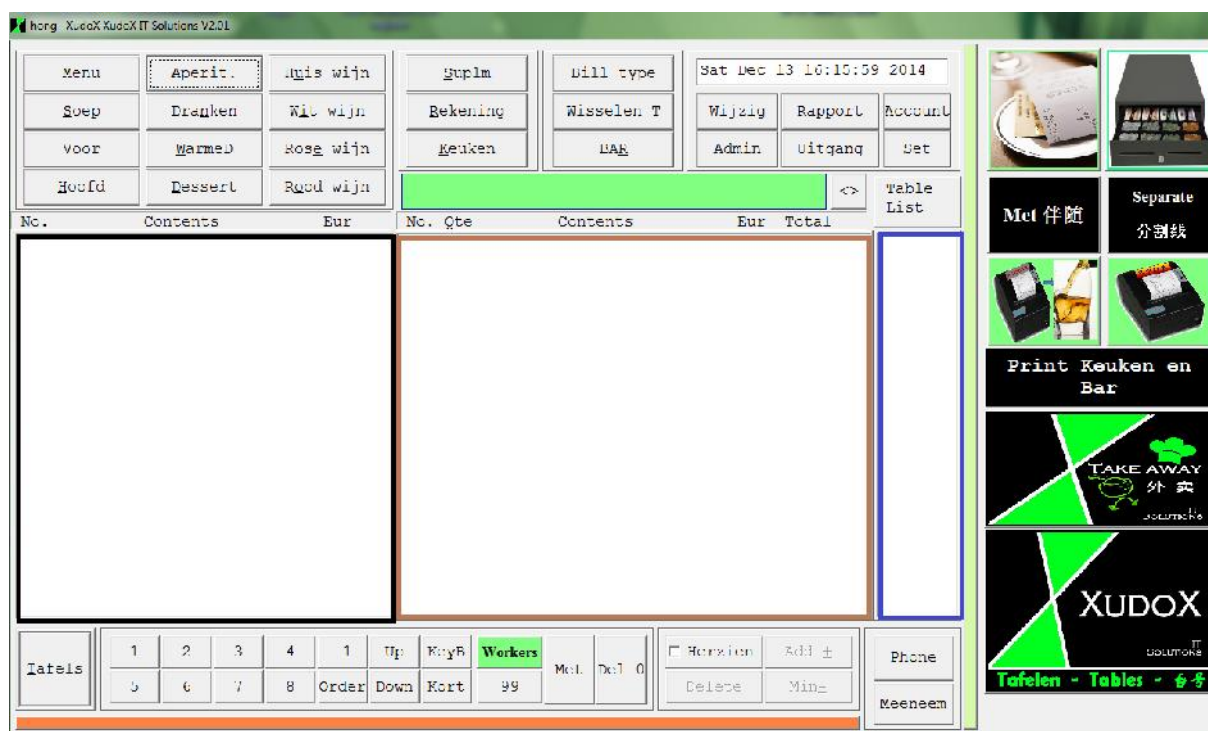 hong XudoX XudoX IT Solutions V2.01
Menu Aperit. Huis wijn Suplm Bill type Sat Dec 13 16:15:59 2014
Soep Dranken Wit wijn Rekening Wisselen T Wijzig Rapport Account
Voor WarmeD Rose wijn Keuken BAR Admin Uitgang Set
Hoofd Dessert Rood wijn <> Table
List
No. Contents Eur No. Qte Contents Eur Total
Met 伴随
Separate
分割线
Print Keuken en
Bar
TAKE AWAY
外 卖
IT
SOLUTIONS
XUDOX
IT
SOLUTIONS
Tafelen - Tables - 台号
Tafels
1 2 3 4 1 Up KeyB Workers Met Del 0 Herzien Add + Phone
5 6 7 8 Order Down Kort 99 Delete Min- Meeneem